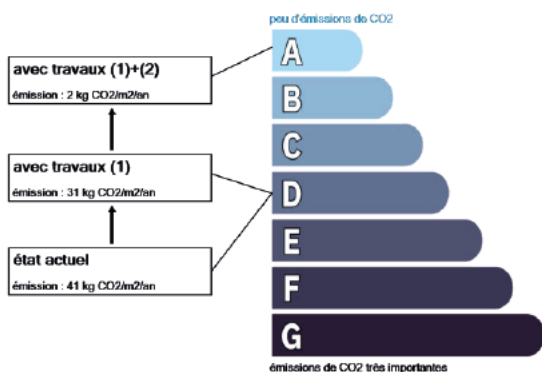 peu d'émissions de CO2
avec travaux (1)+(2)
émission : 2 kg CO2/m2/an
avec travaux (1)
émission : 31 kg CO2/m2/an
état actuel
émission : 41 kg CO2/m2/an
A
B
C
D
E
F
G
émissions de CO2 très importantes